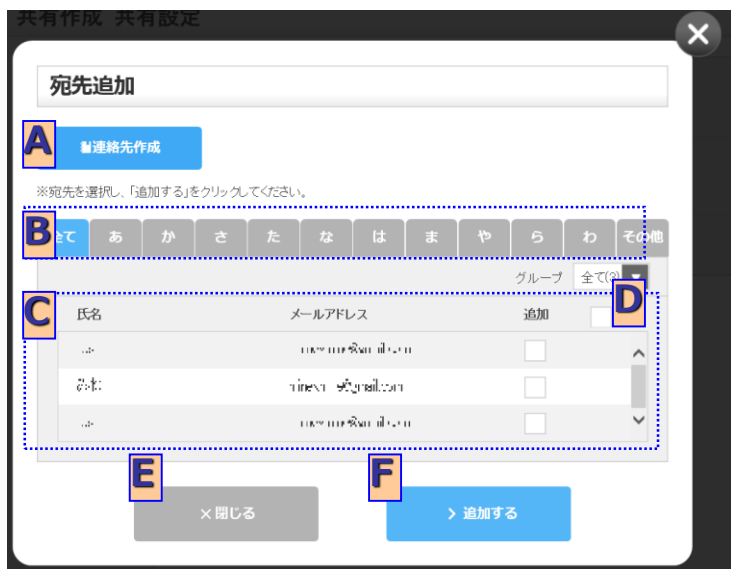 共有作成 共有設定
宛先追加
A
連絡先作成
※宛先を選択し、「追加する」をクリックしてください。
B
全て あ か さ た な は ま や ら わ その他
グループ 全て(3)
D
C
氏名 メールアドレス 追加
E
F
×閉じる
> 追加する